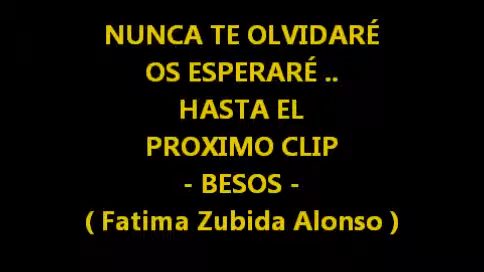 NUNCA TE OLVIDARÉ
OS ESPERARÉ ..
HASTA EL
PROXIMO CLIP
- BESOS -
( Fatima Zubida Alonso )